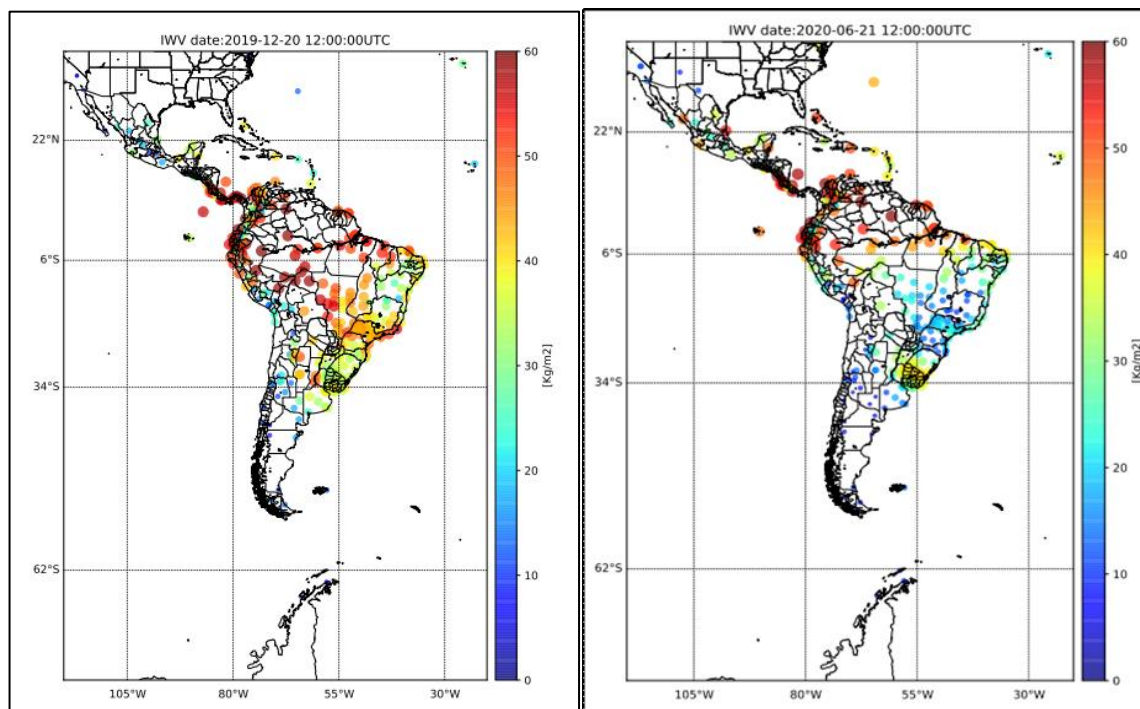 IWV date:2019-12-20 12:00:00UTC
22°N
6°S
34°S
62°S
105°W 80°W 55°W 30°W
60
50
40
30
20
10
0
[Kg/m2]
IWV date:2020-06-21 12:00:00UTC
22°N
6°S
34°S
62°S
105°W 80°W 55°W 30°W
60
50
40
30
20
10
0
[Kg/m2]